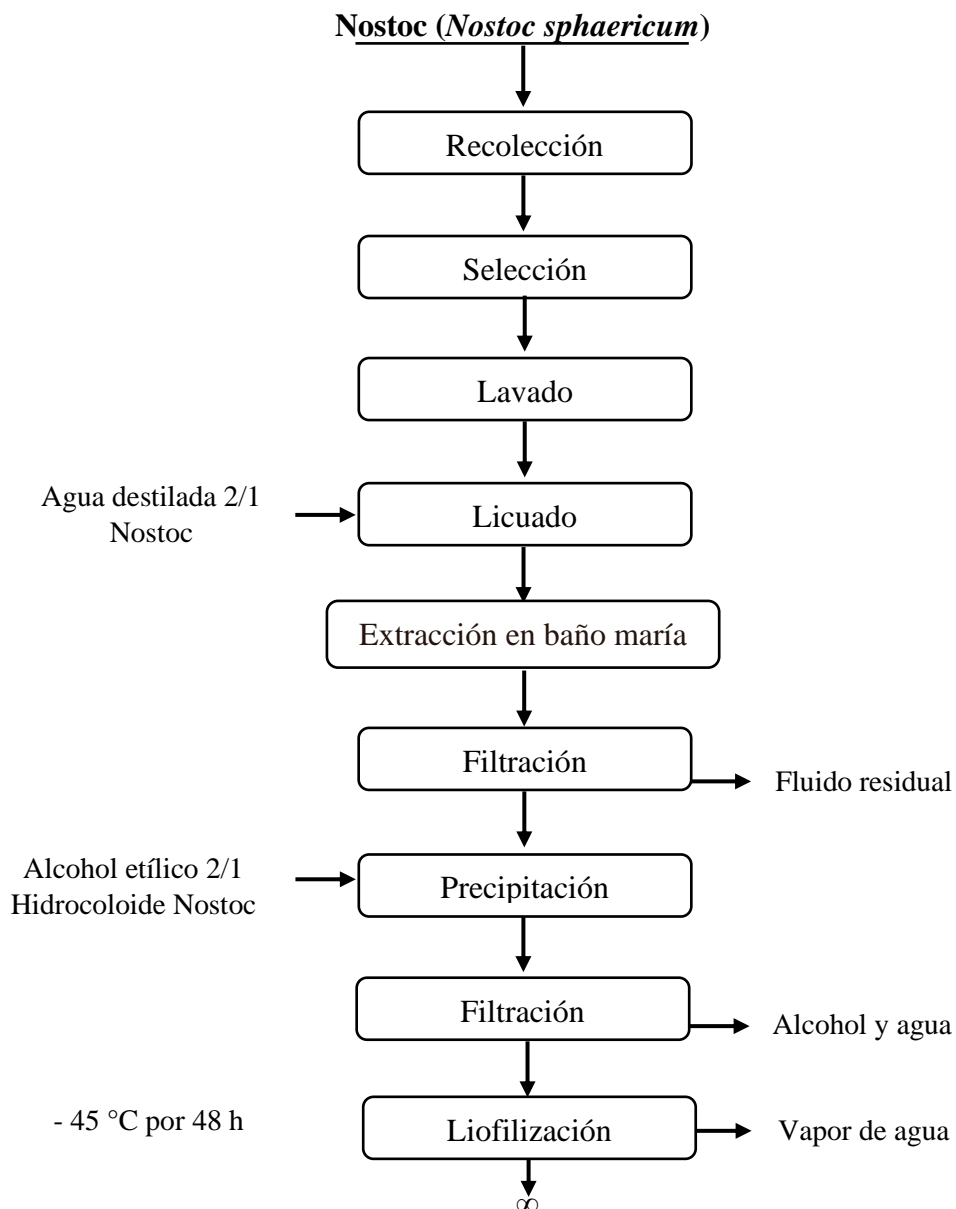 Nostoc (Nostoc sphaericum)
Recolección
Selección
Lavado
Agua destilada 2/1
Nostoc
Licuado
Extracción en baño maría
Filtración
Fluido residual
Alcohol etílico 2/1
Hidrocoloide Nostoc
Precipitación
Filtración
Alcohol y agua
- 45 °C por 48 h
Liofilización
Vapor de agua
∞